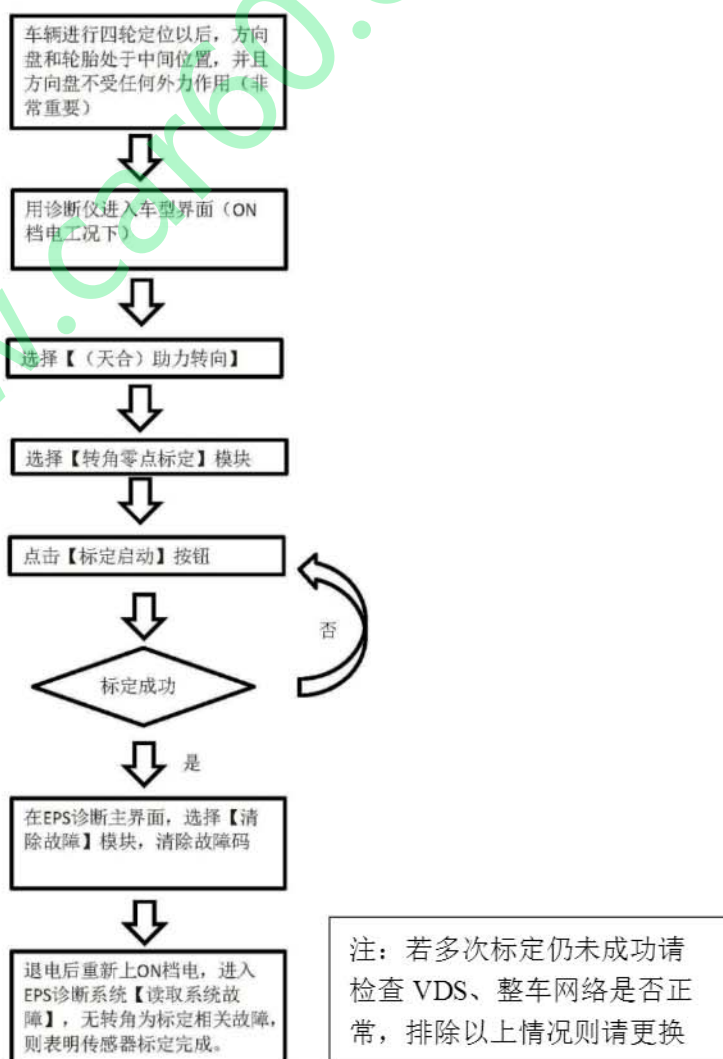 车辆进行四轮定位以后，方向
盘和轮胎处于中间位置，并且
方向盘不受任何外力作用（非
常重要）
用诊断仪进入车型界面（ON
档电工况下）
选择【（天合）助力转向】
选择【转角零点标定】模块
点击【标定启动】按钮
否
标定成功
是
在EPS诊断主界面，选择【清
除故障】模块，清除故障码
退电后重新上ON档电，进入
EPS诊断系统【读取系统故
障】，无转角为标定相关故障，
则表明传感器标定完成。
注：若多次标定仍未成功请
检查 VDS、整车网络是否正
常，排除以上情况则请更换
w.car60.c